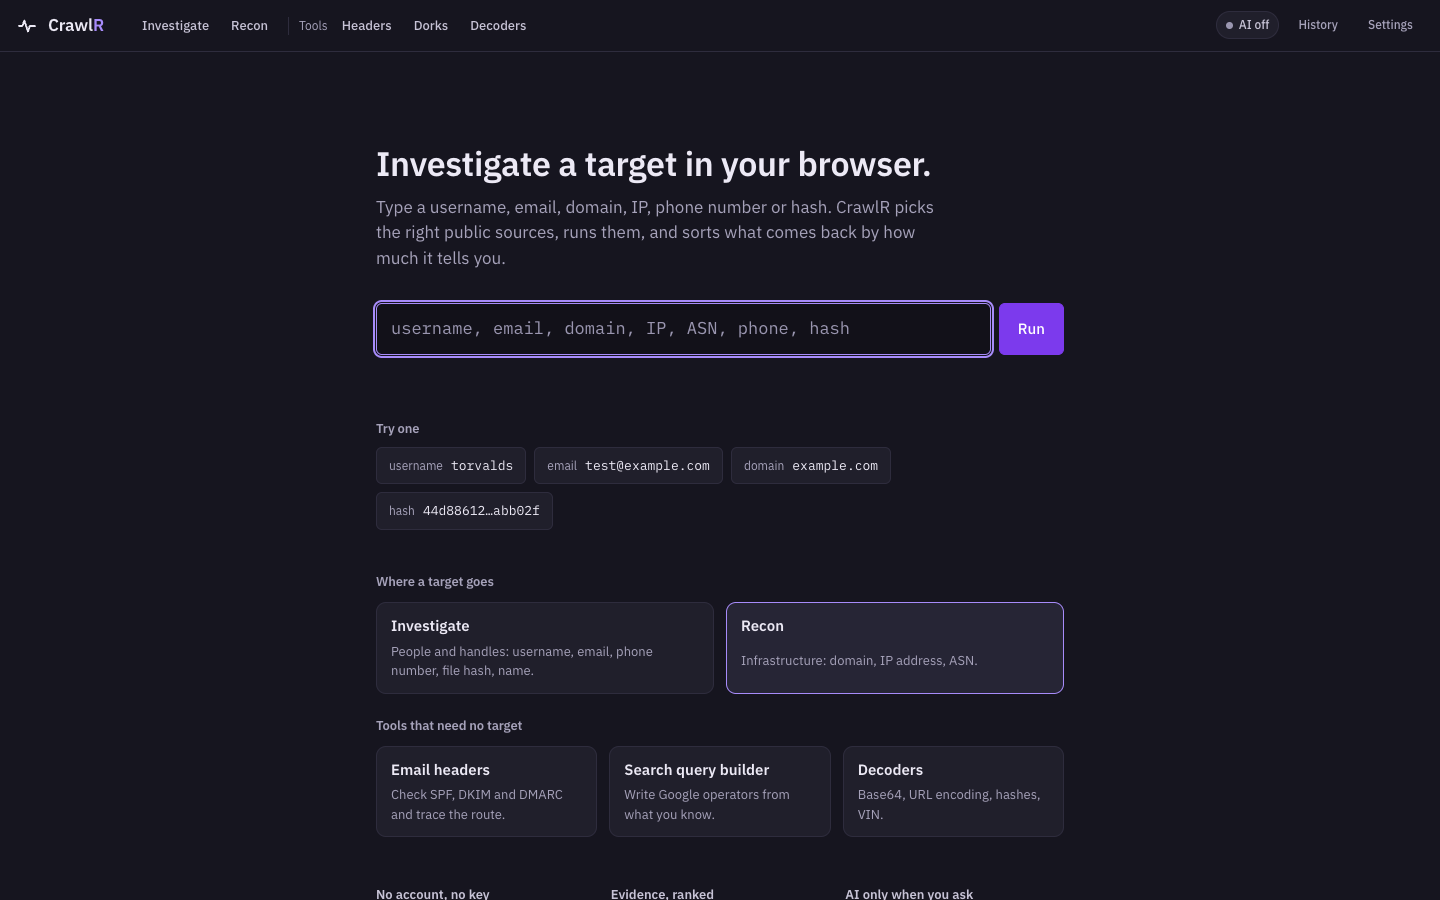 CrawlR Investigate Recon Tools Headers Dorks Decoders AI off History Settings
Investigate a target in your browser.
Type a username, email, domain, IP, phone number or hash. CrawlR picks
the right public sources, runs them, and sorts what comes back by how
much it tells you.
username, email, domain, IP, ASN, phone, hash Run
Try one
username torvalds email test@example.com domain example.com
hash 44d88612…abb02f
Where a target goes
Investigate
People and handles: username, email, phone
number, file hash, name.
Recon
Infrastructure: domain, IP address, ASN.
Tools that need no target
Email headers
Check SPF, DKIM and DMARC
and trace the route.
Search query builder
Write Google operators from
what you know.
Decoders
Base64, URL encoding, hashes,
VIN.
No account, no key Evidence, ranked AI only when you ask